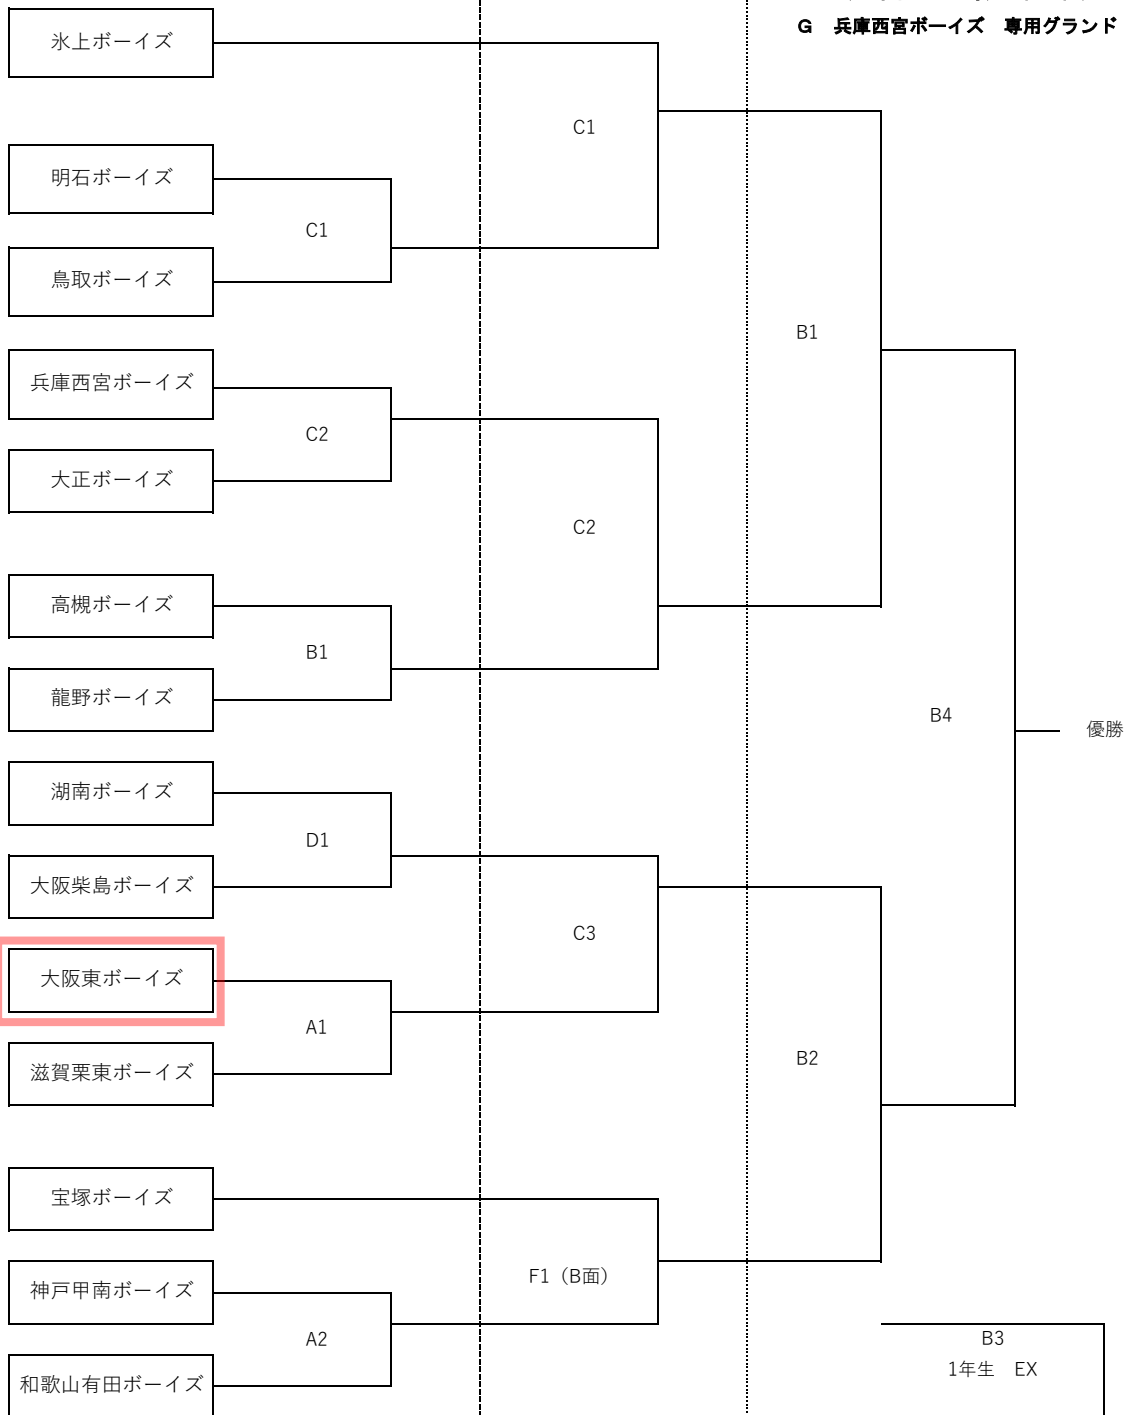 G　兵庫西宮ボーイズ　専用グランド
氷上ボーイズ
C1
明石ボーイズ
C1
鳥取ボーイズ
B1
兵庫西宮ボーイズ
C2
大正ボーイズ
C2
高槻ボーイズ
B1
龍野ボーイズ
B4
優勝
湖南ボーイズ
D1
大阪柴島ボーイズ
C3
大阪東ボーイズ
A1
B2
滋賀栗東ボーイズ
宝塚ボーイズ
F1（B面）
神戸甲南ボーイズ
A2
B3
1年生　EX
和歌山有田ボーイズ